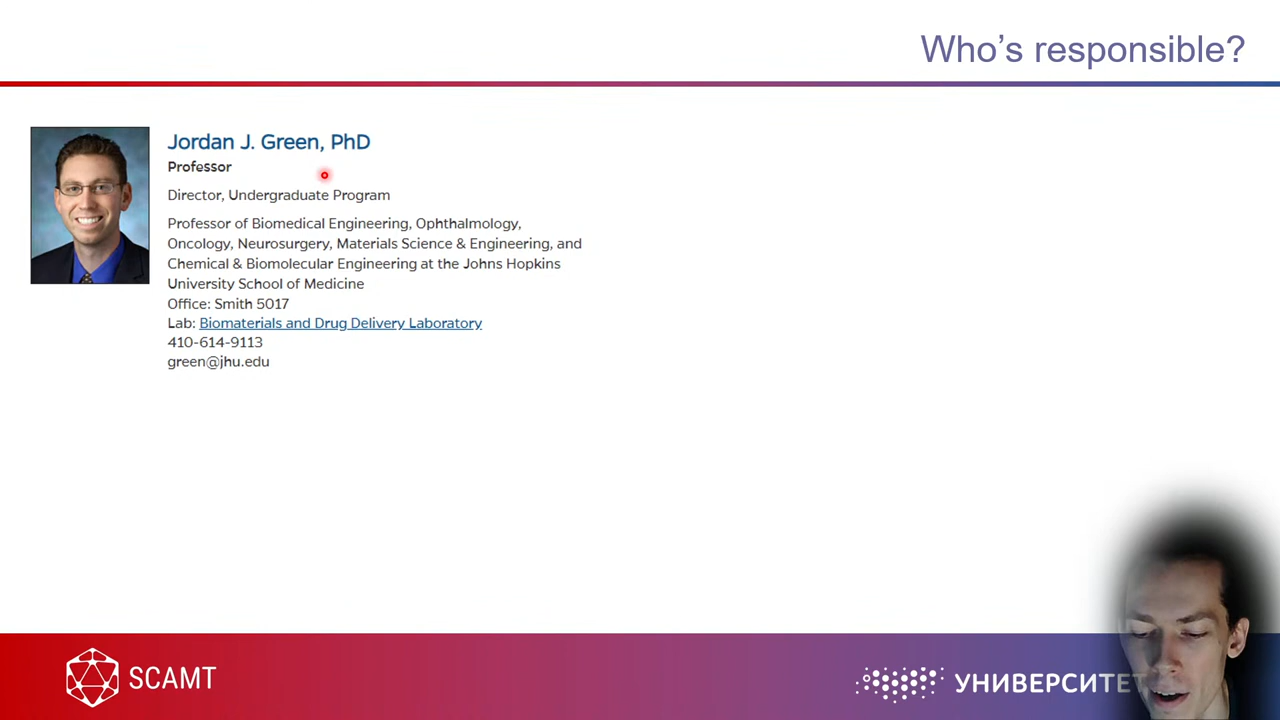 Who's responsible?
Jordan J. Green, PhD
Professor
Director, Undergraduate Program
Professor of Biomedical Engineering, Ophthalmology,
Oncology, Neurosurgery, Materials Science & Engineering, and
Chemical & Biomolecular Engineering at the Johns Hopkins
University School of Medicine
Office: Smith 5017
Lab: Biomaterials and Drug Delivery Laboratory
410-614-9113
green@jhu.edu
SCAMT
УНИВЕРСИТЕТ